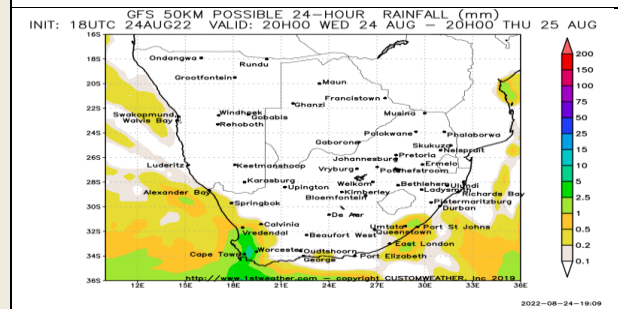 GFS 50KM POSSIBLE 24-HOUR RAINFALL (mm)
INIT: 18UTC 24AUG22 VALID: 20H00 WED 24 AUG – 20H00 THU 25 AUG
16S
18S
20S
22S
24S
26S
28S
30S
32S
34S
36S
Ondangwa
Rundu
Grootfontein
Maun
Francistown
Ghanzi
Swakopmund
Walvis Bay
Windhoek
Gobabis
Rehoboth
Musina
Polokwane
Phalaborwa
Gaborone
Skukuza
Nelspruit
Johannesburg
Pretoria
Luderitz
Keetmanshoop
Vryburg
Potchefstroom
Ermelo
Karasburg
Upington
Welkom
Bethlehem
Ulundi
Kimberley
Ladysmith
Richards Bay
Alexander Bay
Springbok
Bloemfontein
Pietermaritzburg
Durban
De Aar
Calvinia
Vredendal
Umtata
Port St Johns
Beaufort West
Queenstown
East London
Worcester
Oudtshoorn
Cape Town
George
Port Elizabeth
http://www.1stweather.com – copyright CUSTOMWEATHER, Inc 2019
12E
15E
18E
21E
24E
27E
30E
33E
36E
200
150
100
75
50
25
15
10
5
2.5
1
0.5
0.2
0.1
2022-08-24-19:09